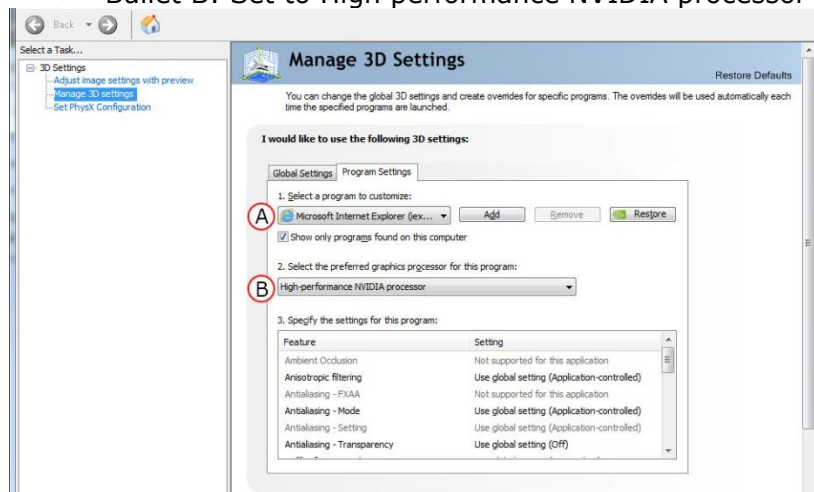 Bullet B: Set to High performance NVIDIA processor
Back
Select a Task...
3D Settings
Adjust image settings with preview
Manage 3D settings
Set PhysX Configuration
Manage 3D Settings
Restore Defaults
You can change the global 3D settings and create overrides for specific programs. The overrides will be used automatically each
time the specified programs are launched.
I would like to use the following 3D settings:
Global Settings Program Settings
1. Select a program to customize:
A Microsoft Internet Explorer (iex... Add Remove Restore
Show only programs found on this computer
2. Select the preferred graphics processor for this program:
B High-performance NVIDIA processor
3. Specify the settings for this program:
Feature Setting
Ambient Occlusion Not supported for this application
Anisotropic filtering Use global setting (Application-controlled)
Antialiasing - FXAA Not supported for this application
Antialiasing - Mode Use global setting (Application-controlled)
Antialiasing - Setting Use global setting (Application-controlled)
Antialiasing - Transparency Use global setting (Off)